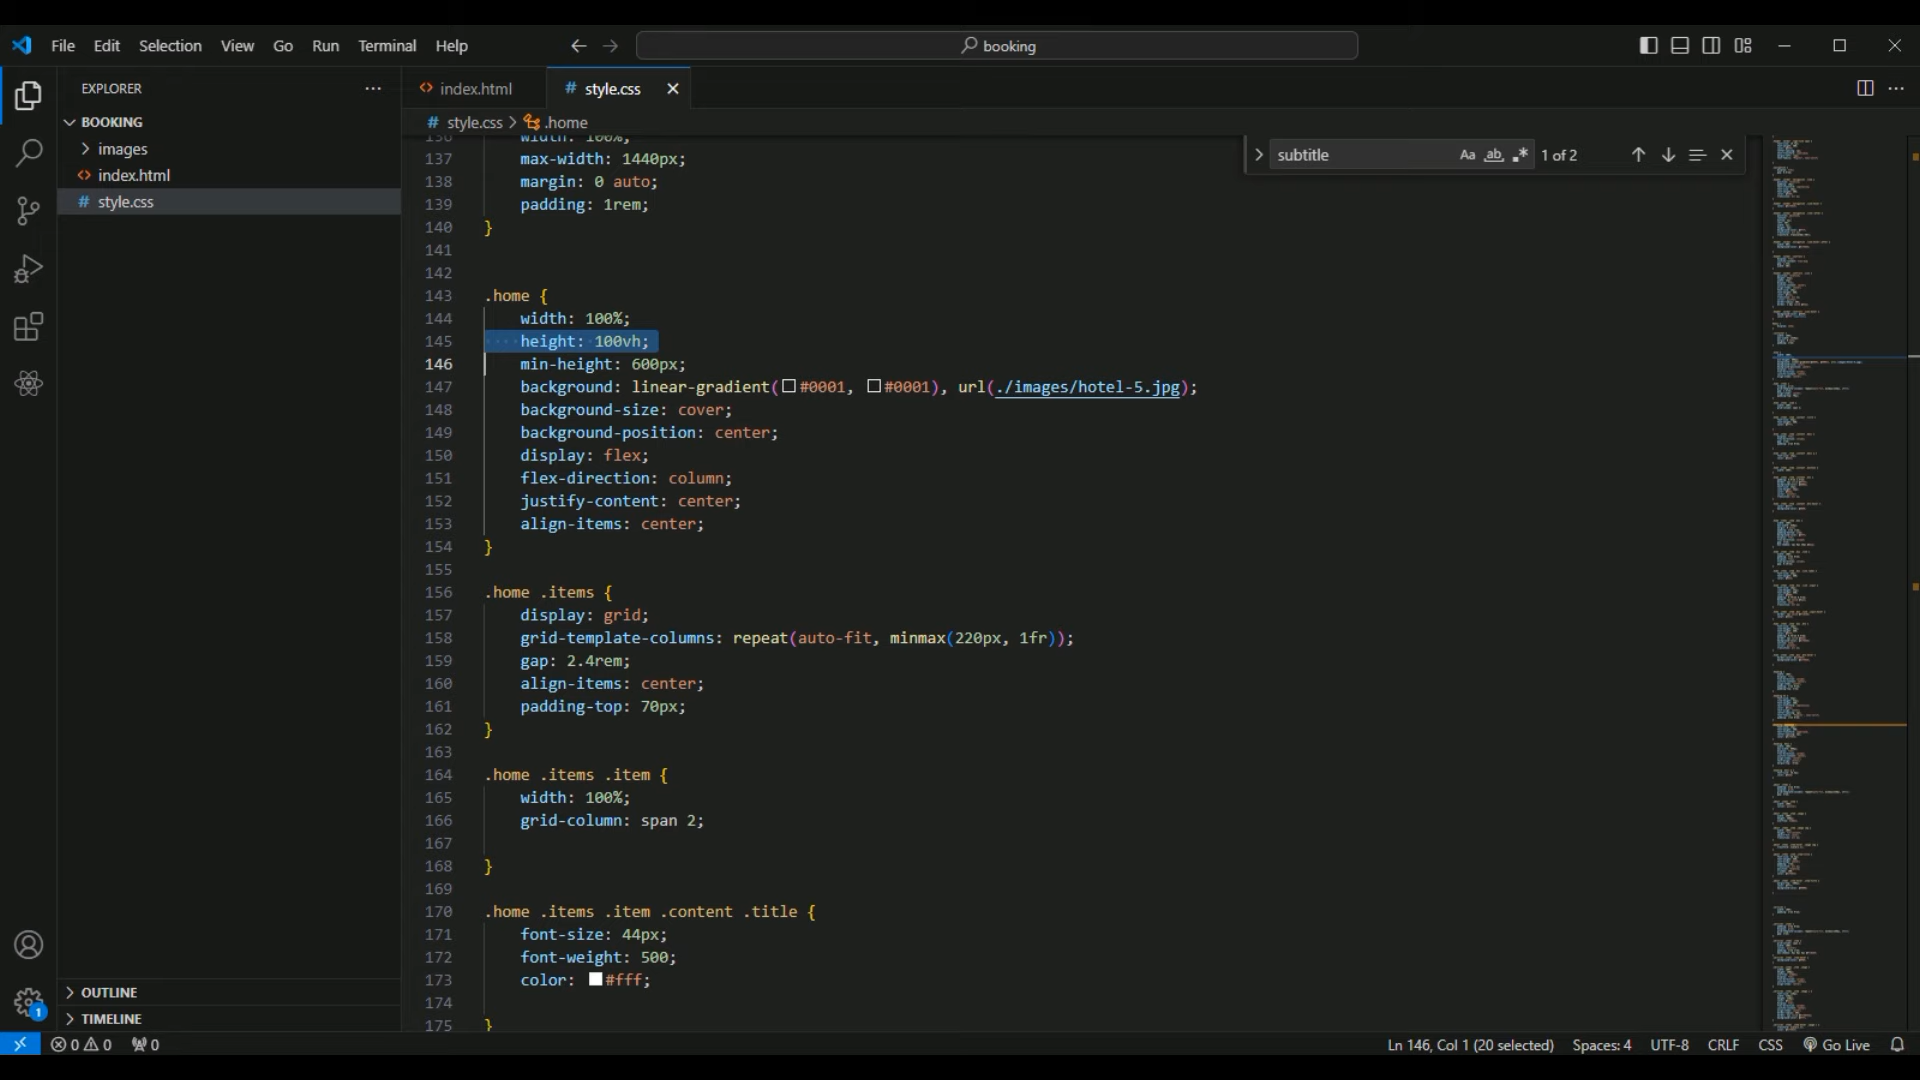 File Edit Selection View Go Run Terminal Help
booking
EXPLORER
BOOKING
images
index.html
style.css
OUTLINE
TIMELINE
index.html
style.css
style.css > .home
subtitle
Aa ab 1 of 2
136 width: 100%;
137 max-width: 1440px;
138 margin: 0 auto;
139 padding: 1rem;
140 }
141
142
143 .home {
144 width: 100%;
145 ····height: 100vh;
146 min-height: 600px;
147 background: linear-gradient(#0001, #0001), url(./images/hotel-5.jpg);
148 background-size: cover;
149 background-position: center;
150 display: flex;
151 flex-direction: column;
152 justify-content: center;
153 align-items: center;
154 }
155
156 .home .items {
157 display: grid;
158 grid-template-columns: repeat(auto-fit, minmax(220px, 1fr));
159 gap: 2.4rem;
160 align-items: center;
161 padding-top: 70px;
162 }
163
164 .home .items .item {
165 width: 100%;
166 grid-column: span 2;
167
168 }
169
170 .home .items .item .content .title {
171 font-size: 44px;
172 font-weight: 500;
173 color: #fff;
174
175 }
1
0 0 0
Ln 146, Col 1 (20 selected) Spaces: 4 UTF-8 CRLF CSS Go Live